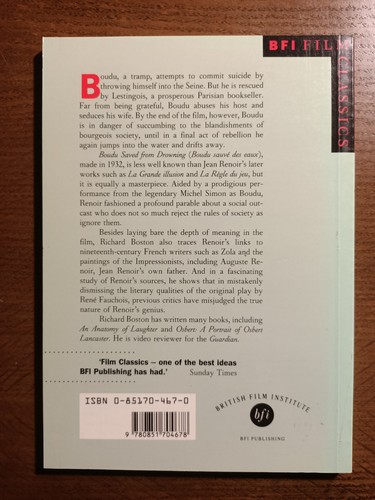 BFI FILM
CLASSICS
Boudu, a tramp, attempts to commit suicide by
throwing himself into the Seine. But he is rescued
by Lestingois, a prosperous Parisian bookseller.
Far from being grateful, Boudu abuses his host and
seduces his wife. By the end of the film, however, Boudu
is in danger of succumbing to the blandishments of
bourgeois society, until in a final act of rebellion he
again jumps into the water and drifts away.
Boudu Saved from Drowning (Boudu sauvé des eaux),
made in 1932, is less well known than Jean Renoir's later
works such as La Grande illusion and La Règle du jeu, but
it is equally a masterpiece. Aided by a prodigious perfor-
mance from the legendary Michel Simon as Boudu,
Renoir fashioned a profound parable about a social out-
cast who does not so much reject the rules of society as
ignore them.
Besides laying bare the depth of meaning in the
film, Richard Boston also traces Renoir's links to
nineteenth-century French writers such as Zola and the
paintings of the Impressionists, including Auguste Re-
noir, Jean Renoir's own father. And in a fascinating
study of Renoir's sources, he shows that in mistakenly
dismissing the literary qualities of the original play by
René Fauchois, previous critics have misjudged the true
nature of Renoir's genius.
Richard Boston has written many books, including
An Anatomy of Laughter and Osbert: A Portrait of Osbert
Lancaster. He is video reviewer for the Guardian.
'Film Classics – one of the best ideas
BFI Publishing has had.' Sunday Times
ISBN 0-85170-467-0
9 780851 704678
BRITISH FILM INSTITUTE
bfi
BFI PUBLISHING